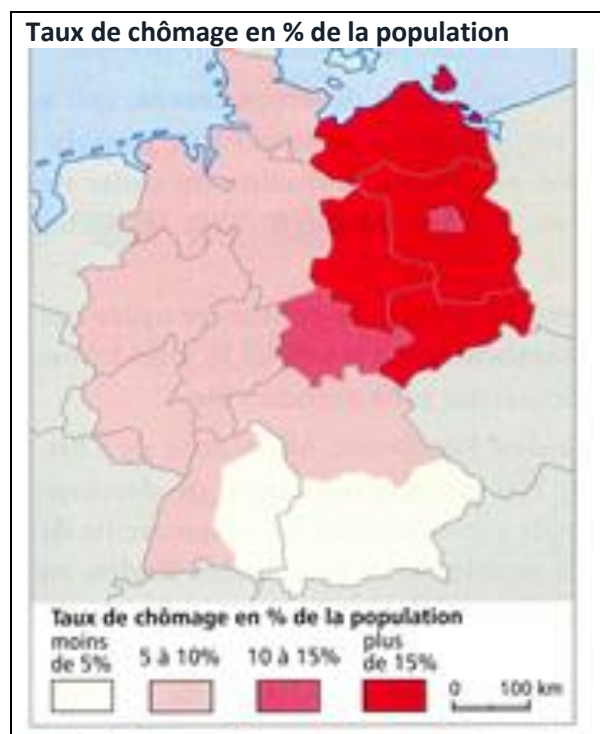 Taux de chômage en % de la population
Taux de chômage en % de la population
moins
de 5%
5 à 10%
10 à 15%
plus
de 15%
0 100 km